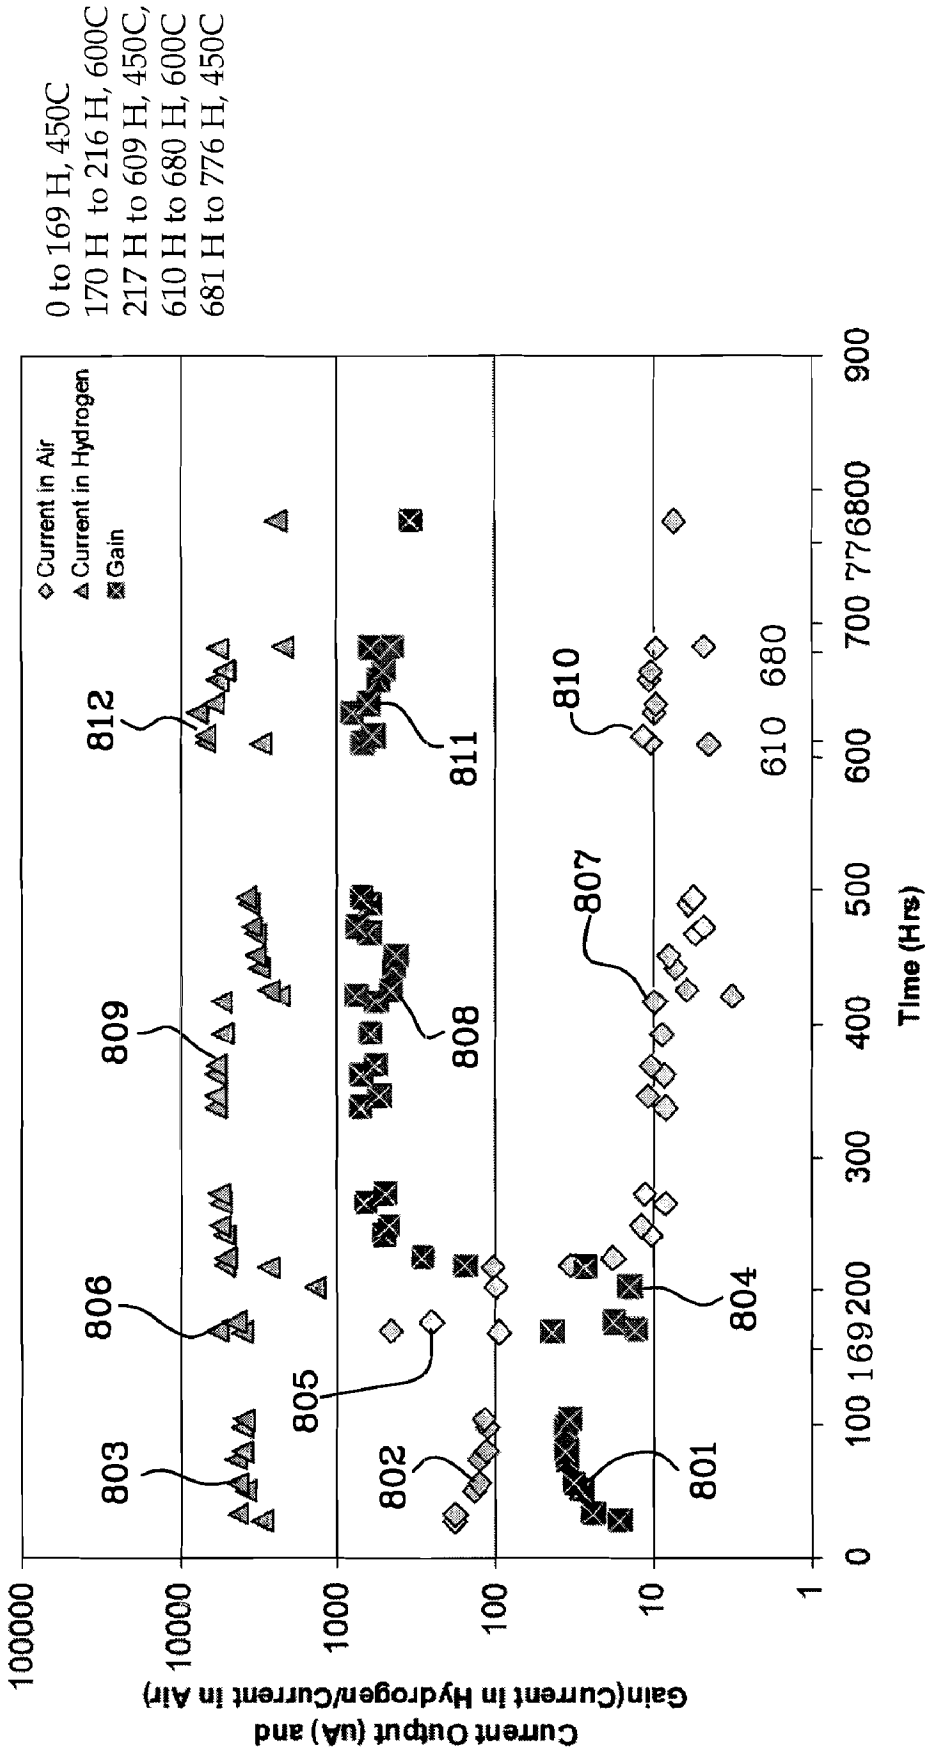 0 to 169 H, 450C
170 H to 216 H, 600C
217 H to 609 H, 450C,
610 H to 680 H, 600C
681 H to 776 H, 450C
Current in Air
Current in Hydrogen
Gain
Current Output (uA) and
Gain(Current in Hydrogen/Current in Air)
100000
10000
1000
100
10
1
803
806
809
812
802
805
808
811
801
804
807
810
610
680
0
100
169
200
300
400
500
600
700
776
800
900
Time (Hrs)